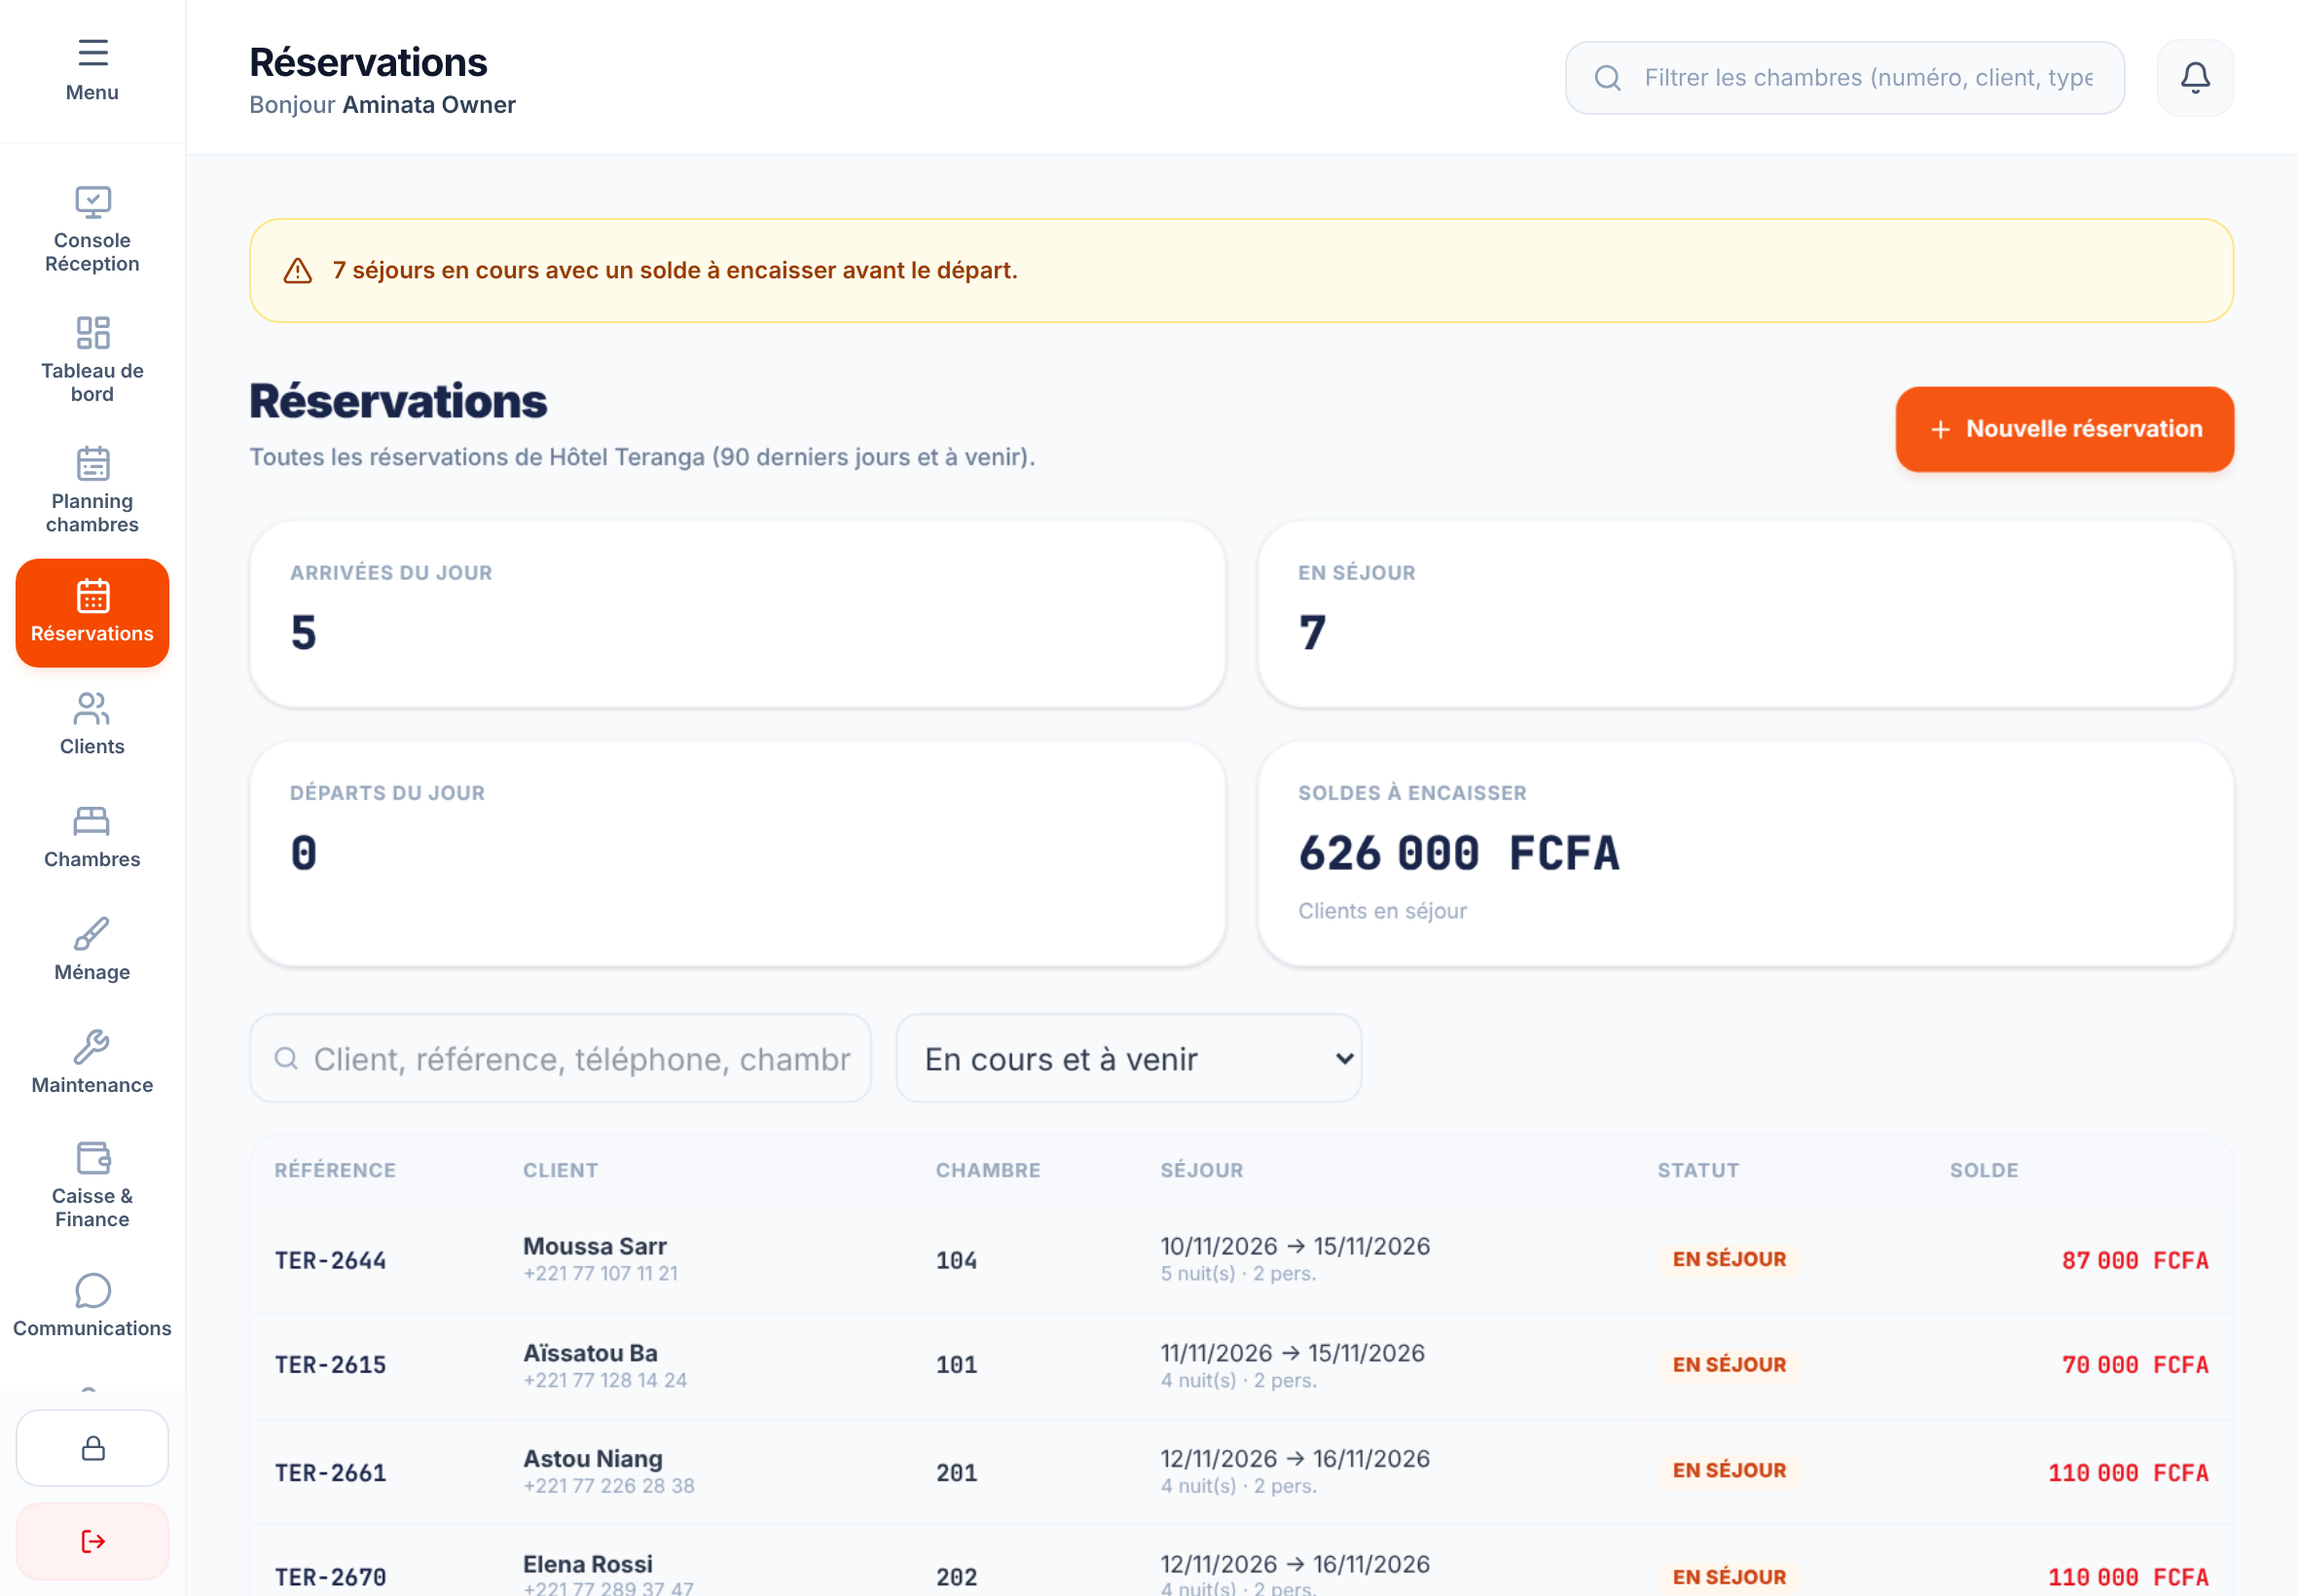 Menu
Console
Réception
Tableau de
bord
Planning
chambres
Réservations
Clients
Chambres
Ménage
Maintenance
Caisse &
Finance
Communications
Réservations
Bonjour Aminata Owner
Filtrer les chambres (numéro, client, type
7 séjours en cours avec un solde à encaisser avant le départ.
Réservations
Toutes les réservations de Hôtel Teranga (90 derniers jours et à venir).
+ Nouvelle réservation
ARRIVÉES DU JOUR
5
EN SÉJOUR
7
DÉPARTS DU JOUR
0
SOLDES À ENCAISSER
626 000 FCFA
Clients en séjour
Client, référence, téléphone, chambr
En cours et à venir
RÉFÉRENCE CLIENT CHAMBRE SÉJOUR STATUT SOLDE
TER-2644 Moussa Sarr 104 10/11/2026 → 15/11/2026 EN SÉJOUR 87 000 FCFA
+221 77 107 11 21 5 nuit(s) · 2 pers.
TER-2615 Aïssatou Ba 101 11/11/2026 → 15/11/2026 EN SÉJOUR 70 000 FCFA
+221 77 128 14 24 4 nuit(s) · 2 pers.
TER-2661 Astou Niang 201 12/11/2026 → 16/11/2026 EN SÉJOUR 110 000 FCFA
+221 77 226 28 38 4 nuit(s) · 2 pers.
TER-2670 Elena Rossi 202 12/11/2026 → 16/11/2026 EN SÉJOUR 110 000 FCFA
+221 77 289 37 47 4 nuit(s) · 2 pers.